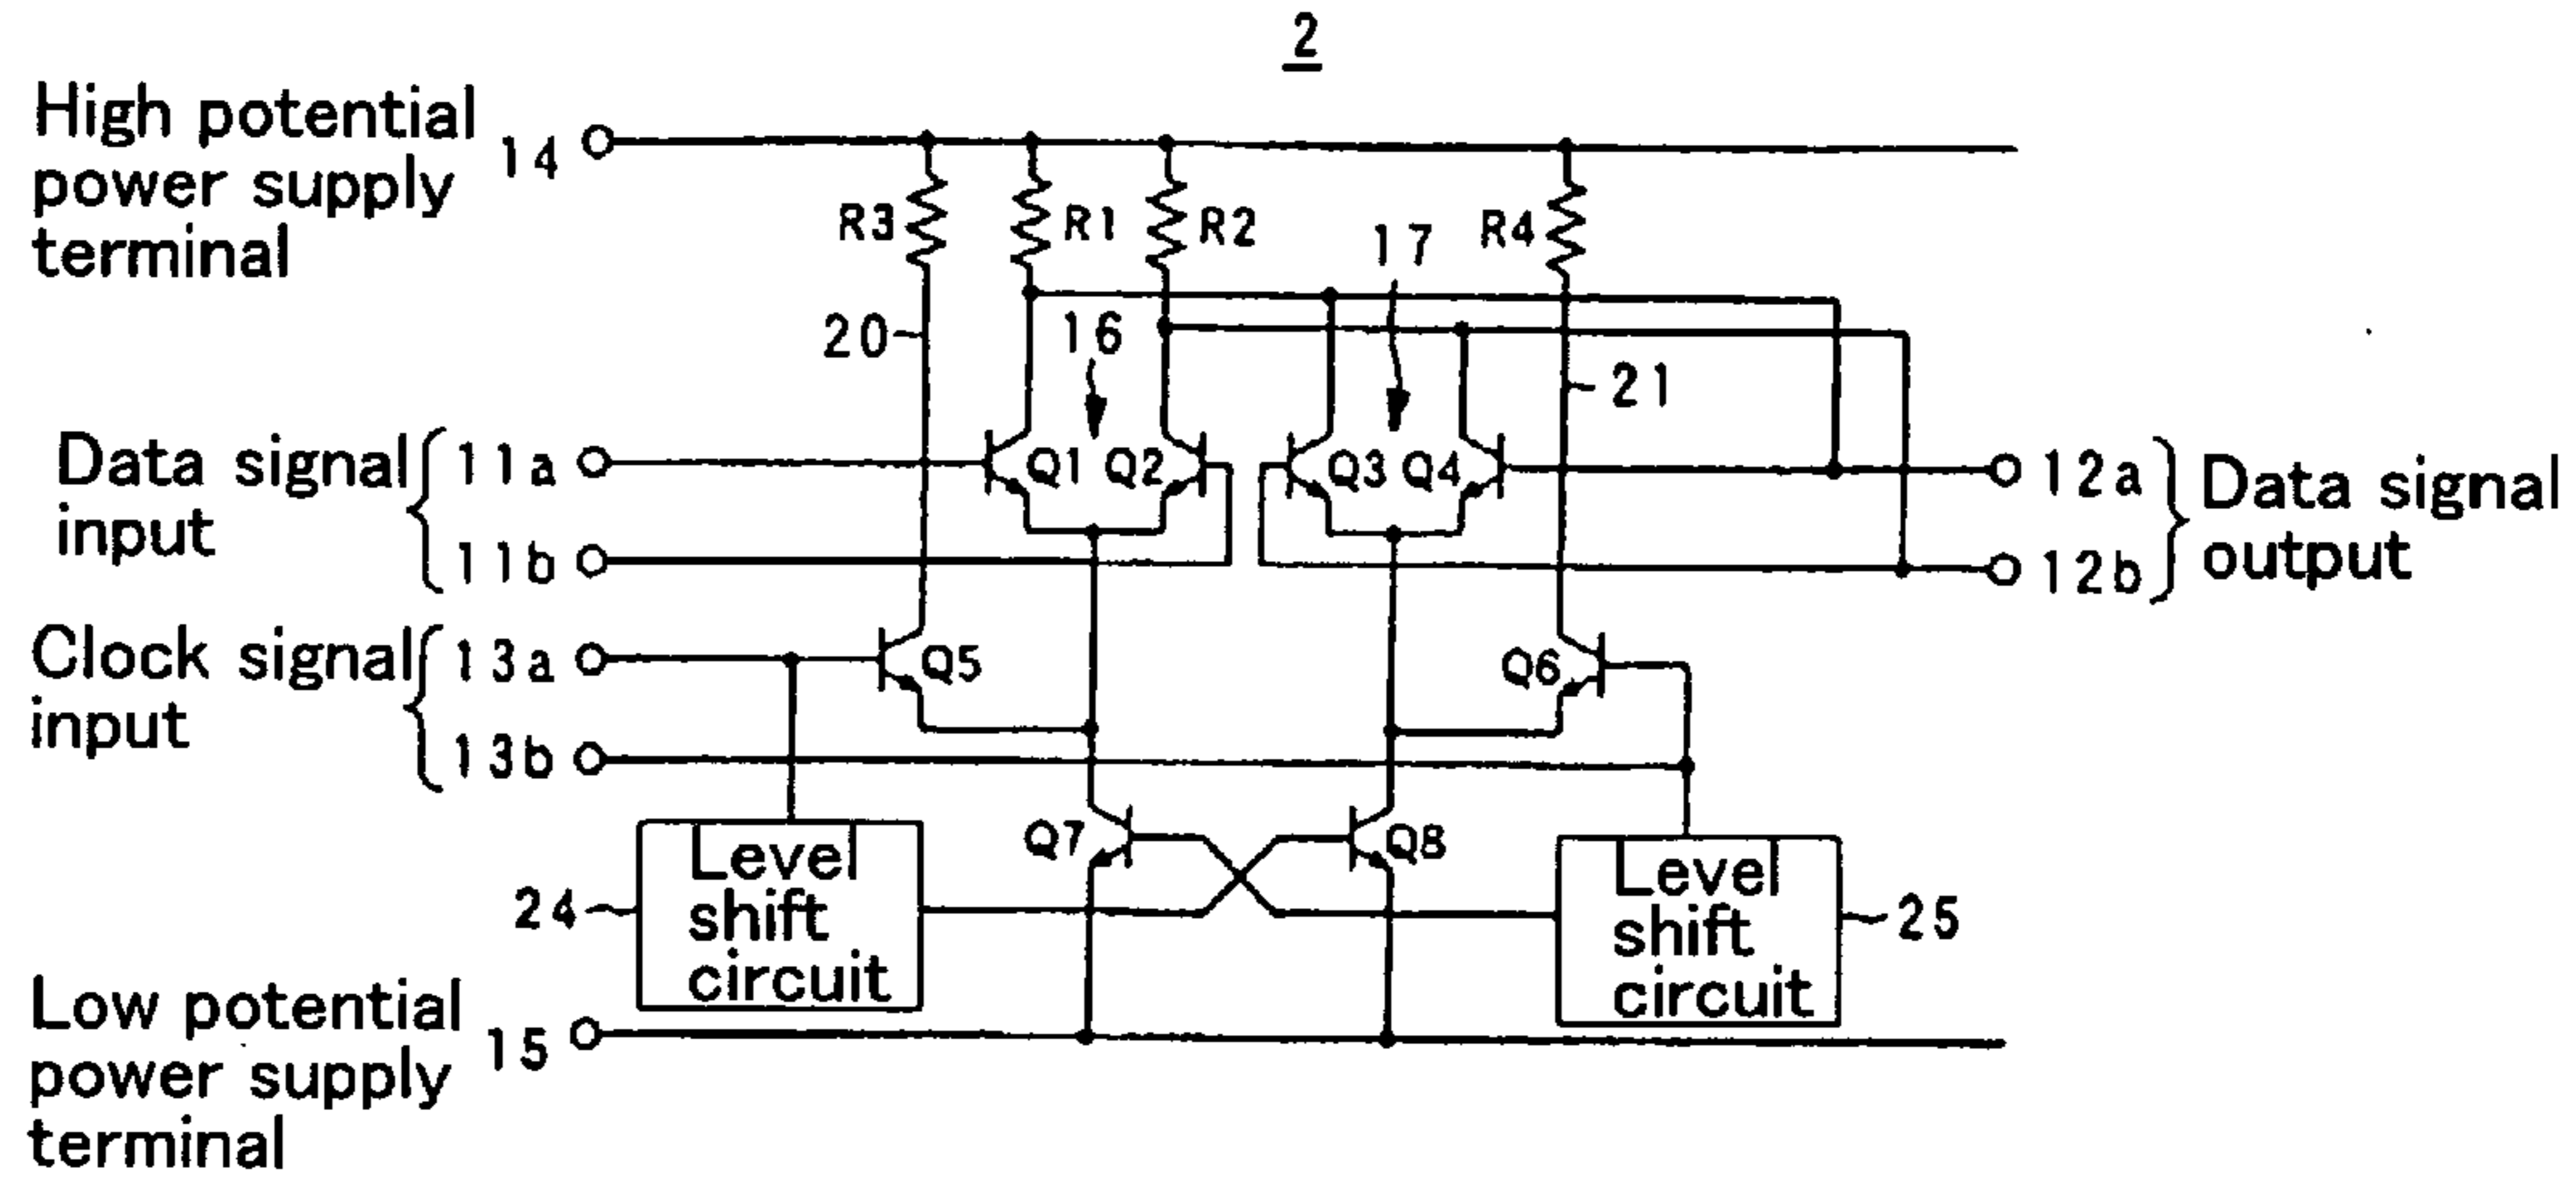 2
High potential
power supply
terminal
14
R3
R1
R2
R4
17
20
16
21
Data signal
input
11a
11b
Q1
Q2
Q3
Q4
12a
12b
Data signal
output
Clock signal
input
13a
13b
Q5
Q6
Q7
Q8
24
Level
shift
circuit
Level
shift
circuit
25
Low potential
power supply
terminal
15